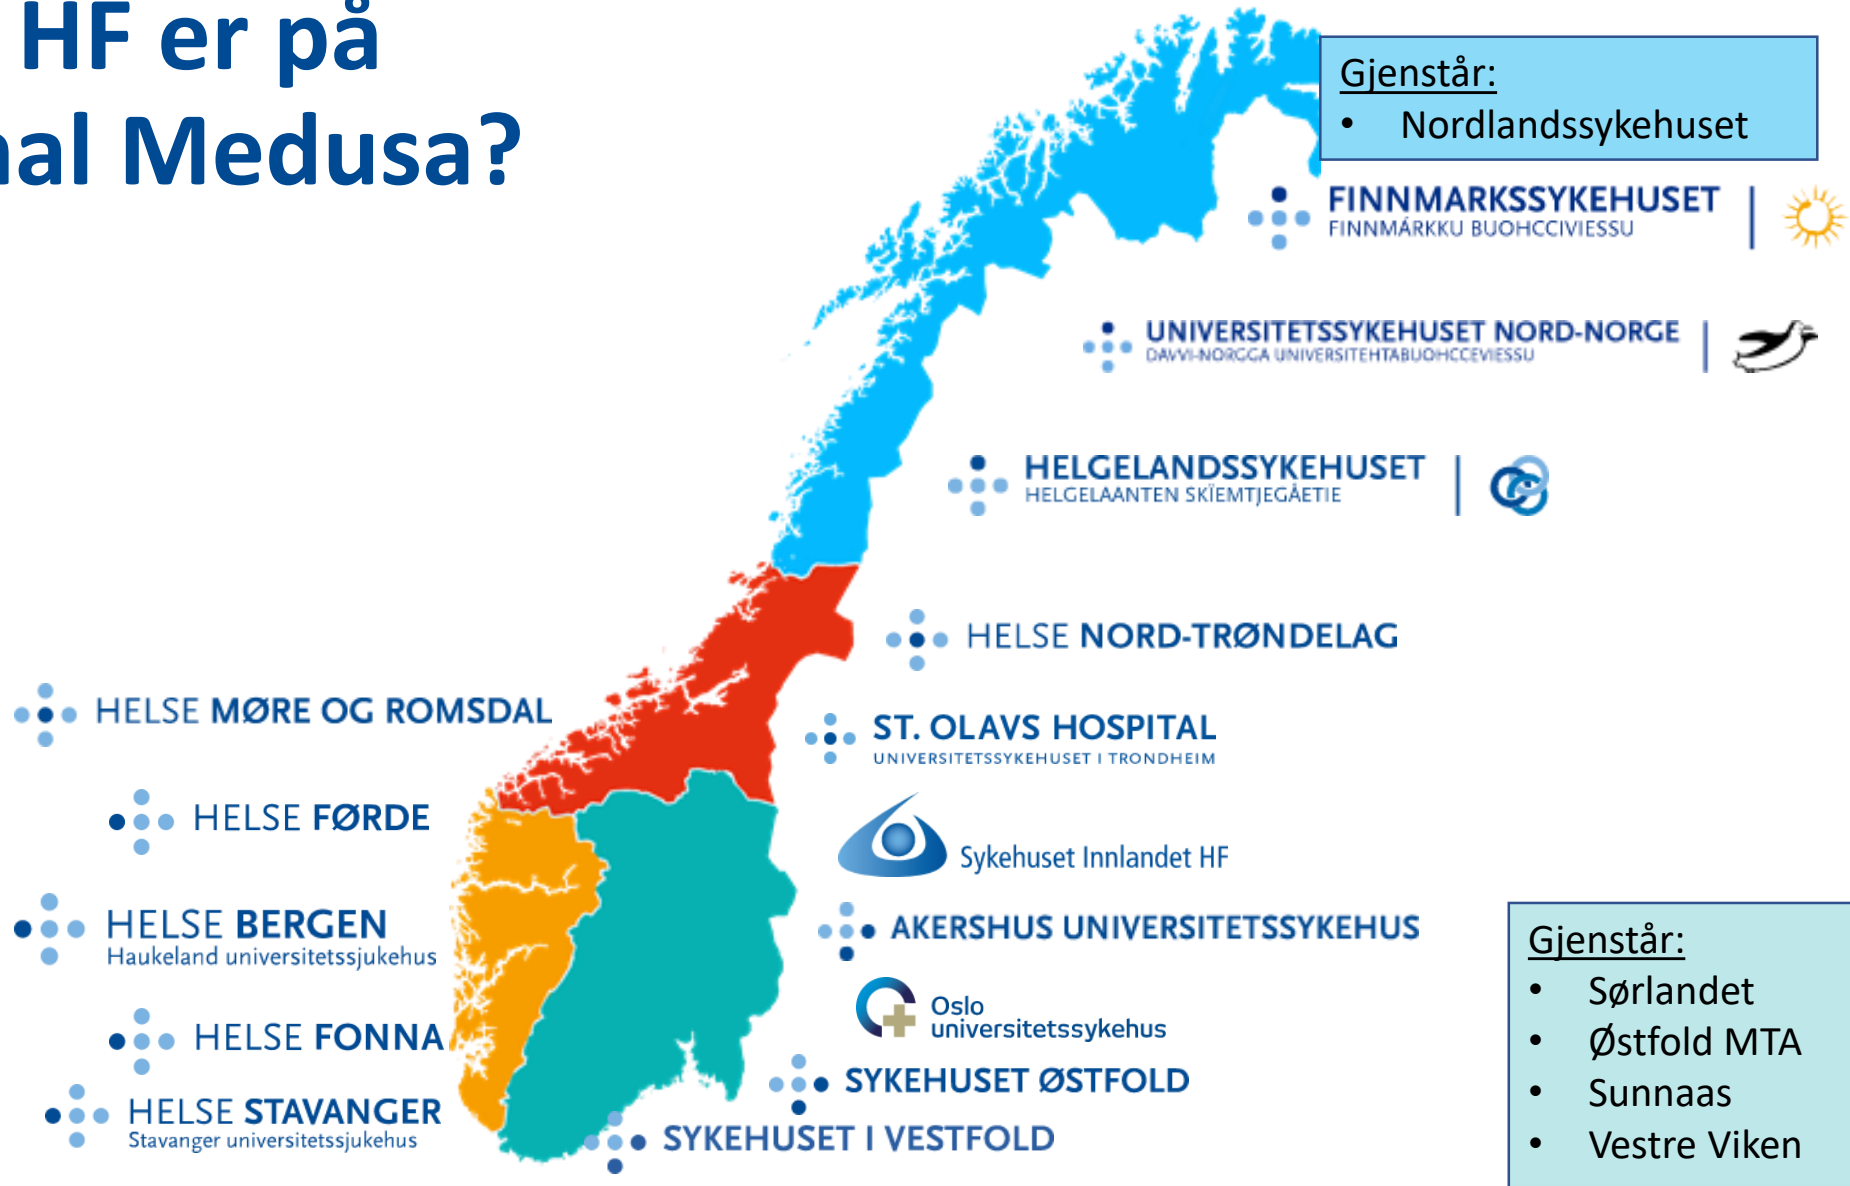 HF er på
nal Medusa?
Gjenstår:
• Nordlandssykehuset
FINNMARKSSYKEHUSET
FINNMÁRKKU BUOHCCIVIESSU
UNIVERSITETSSYKEHUSET NORD-NORGE
DAVVI-NORGGA UNIVERSITEHTABUOHCCEVIESSU
HELGELANDSSYKEHUSET
HELGELAANTEN SKÏEMTJEGÅETIE
HELSE NORD-TRØNDELAG
HELSE MØRE OG ROMSDAL
ST. OLAVS HOSPITAL
UNIVERSITETSSYKEHUSET I TRONDHEIM
HELSE FØRDE
Sykehuset Innlandet HF
HELSE BERGEN
Haukeland universitetssjukehus
AKERSHUS UNIVERSITETSSYKEHUS
Oslo
universitetssykehus
HELSE FONNA
SYKEHUSET ØSTFOLD
HELSE STAVANGER
Stavanger universitetssjukehus
SYKEHUSET I VESTFOLD
Gjenstår:
• Sørlandet
• Østfold MTA
• Sunnaas
• Vestre Viken